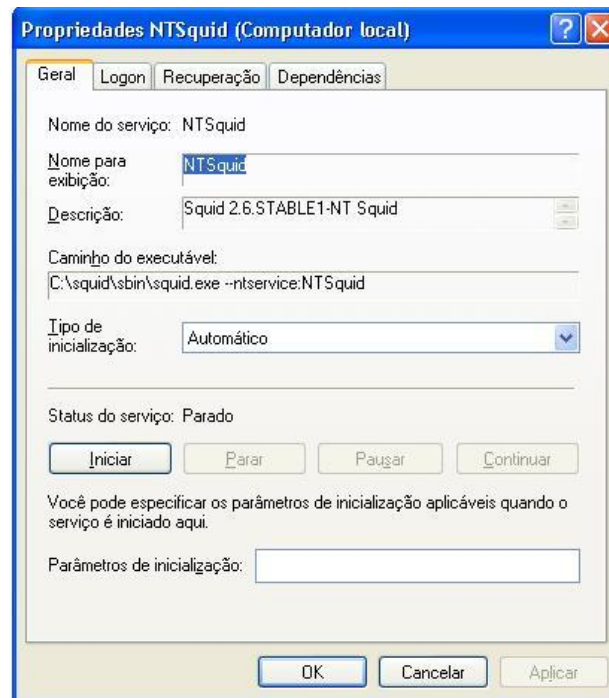 Propriedades NTSquid (Computador local)
Geral Logon Recuperação Dependências
Nome do serviço: NTSquid
Nome para exibição: NTSquid
Descrição: Squid 2.6.STABLE1-NT Squid
Caminho do executável:
C:\squid\sbin\squid.exe --ntservice:NTSquid
Tipo de inicialização: Automático
Status do serviço: Parado
Iniciar Parar Pausar Continuar
Você pode especificar os parâmetros de inicialização aplicáveis quando o
serviço é iniciado aqui.
Parâmetros de inicialização:
OK Cancelar Aplicar